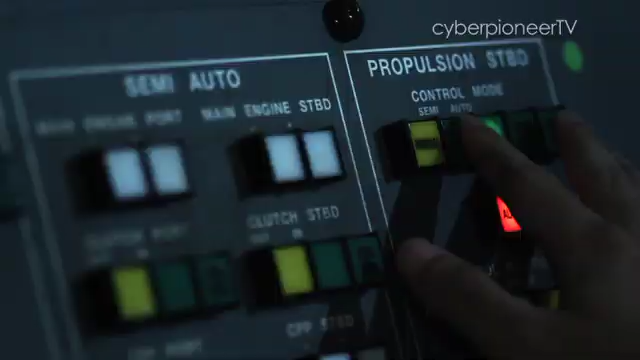 cyberpioneerTV
SEMI AUTO
MAIN ENGINE PORT
MAIN ENGINE STBD
CLUTCH PORT
CLUTCH STBD
CPP STBD
PROPULSION STBD
CONTROL MODE
SEMI AUTO